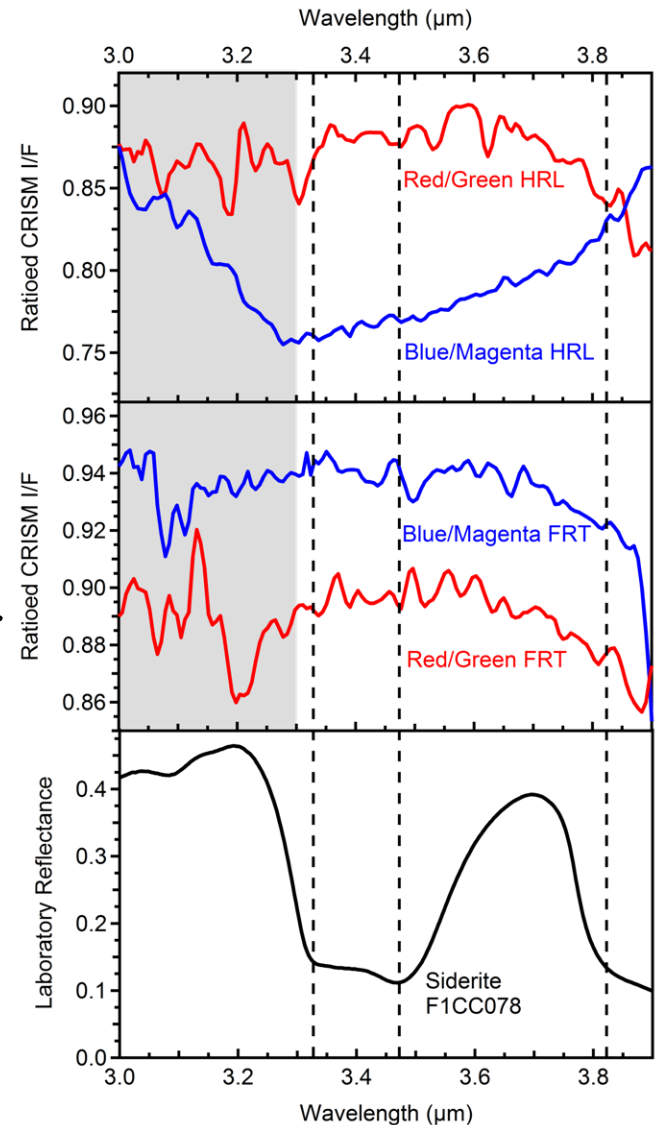 Wavelength (μm)
3.0 3.2 3.4 3.6 3.8
Ratioed CRISM I/F
0.90
0.85
0.80
0.75
Red/Green HRL
Blue/Magenta HRL
Ratioed CRISM I/F
0.96
0.94
0.92
0.90
0.88
0.86
Blue/Magenta FRT
Red/Green FRT
Laboratory Reflectance
0.4
0.3
0.2
0.1
0.0
Siderite
F1CC078
3.0 3.2 3.4 3.6 3.8
Wavelength (μm)